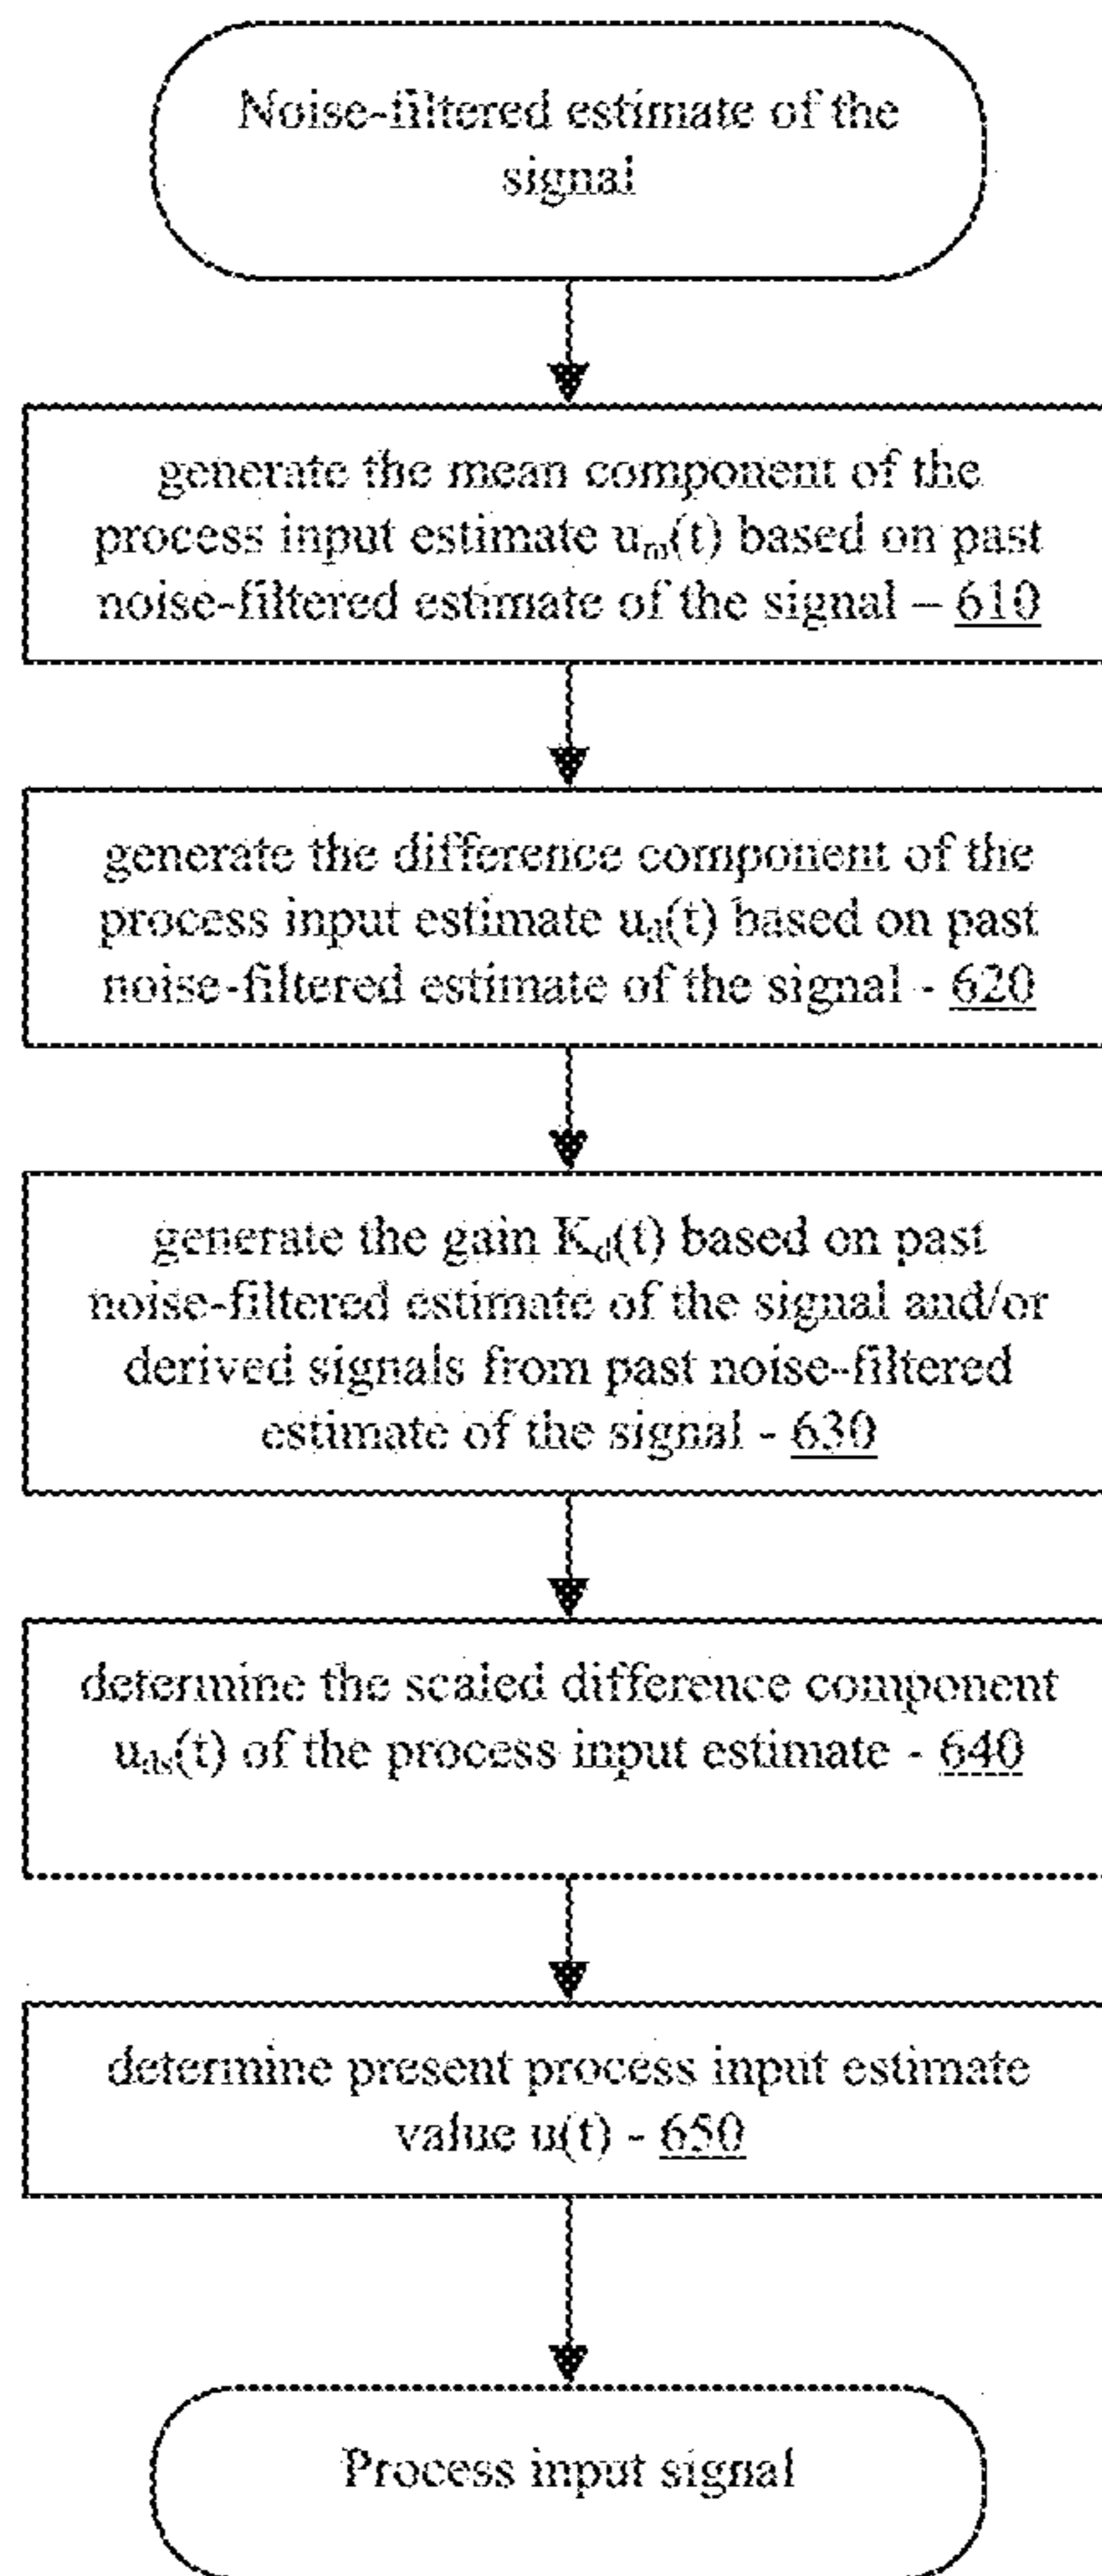 Noise-filtered estimate of the
signal
generate the mean component of the
process input estimate uₘ(t) based on past
noise-filtered estimate of the signal – 610
generate the difference component of the
process input estimate u_d(t) based on past
noise-filtered estimate of the signal - 620
generate the gain K_d(t) based on past
noise-filtered estimate of the signal and/or
derived signals from past noise-filtered
estimate of the signal - 630
determine the scaled difference component
u_ds(t) of the process input estimate - 640
determine present process input estimate
value u(t) - 650
Process input signal